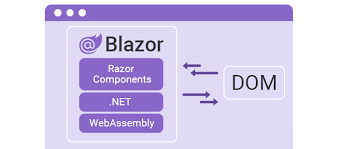 @ Blazor
Razor
Components
.NET
WebAssembly
DOM